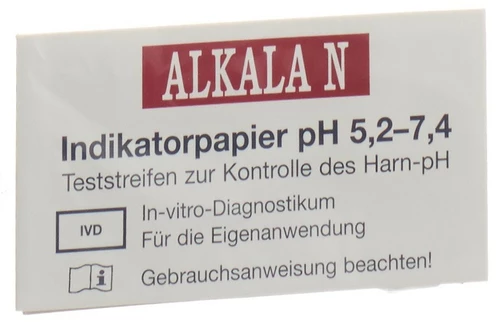 ALKALA N
Indikatorpapier pH 5,2–7,4
Teststreifen zur Kontrolle des Harn-pH
IVD
In-vitro-Diagnostikum
Für die Eigenanwendung
Gebrauchsanweisung beachten!